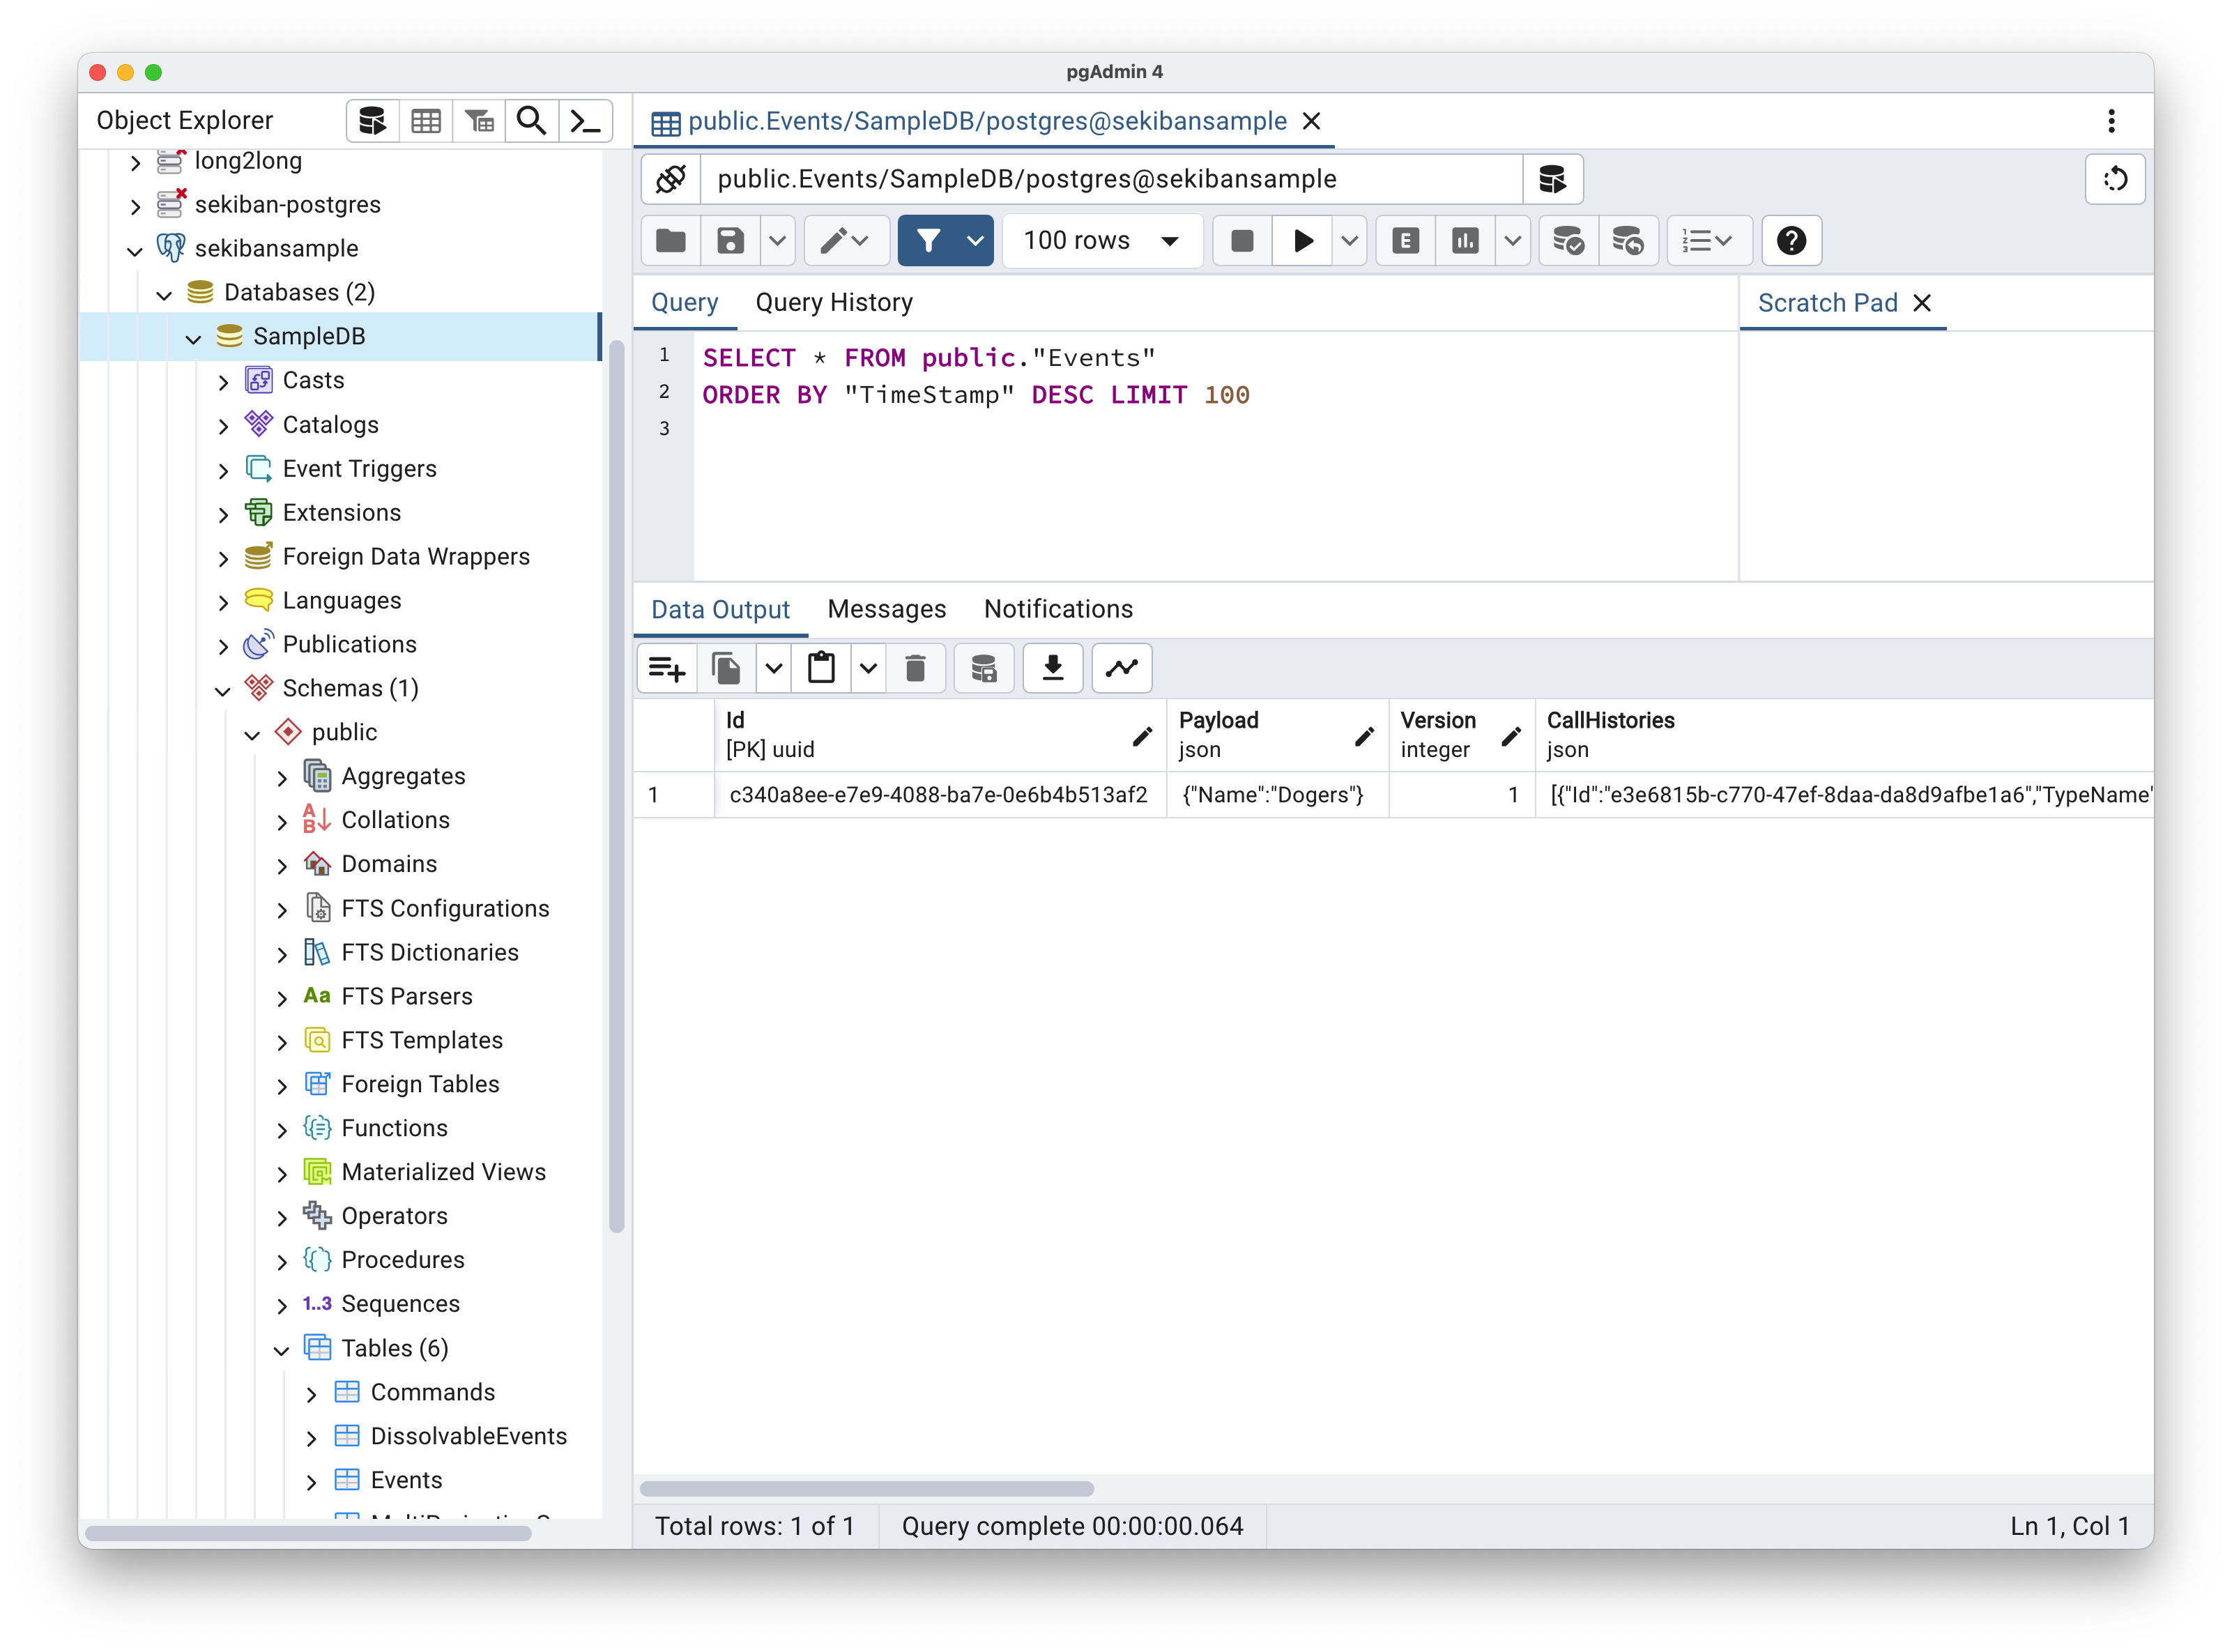 pgAdmin 4
Object Explorer
long2long
sekiban-postgres
sekibansample
Databases (2)
SampleDB
Casts
Catalogs
Event Triggers
Extensions
Foreign Data Wrappers
Languages
Publications
Schemas (1)
public
Aggregates
Collations
Domains
FTS Configurations
FTS Dictionaries
Aa FTS Parsers
FTS Templates
Foreign Tables
Functions
Materialized Views
Operators
Procedures
1..3 Sequences
Tables (6)
Commands
DissolvableEvents
Events
public.Events/SampleDB/postgres@sekibansample
public.Events/SampleDB/postgres@sekibansample
100 rows
E
Query Query History
Scratch Pad
1 SELECT * FROM public."Events"
2 ORDER BY "TimeStamp" DESC LIMIT 100
3
Data Output Messages Notifications
Id Payload Version CallHistories
[PK] uuid json integer json
1 c340a8ee-e7e9-4088-ba7e-0e6b4b513af2 {"Name":"Dogers"} 1 [{"Id":"e3e6815b-c770-47ef-8daa-da8d9afbe1a6","TypeName"
Total rows: 1 of 1 Query complete 00:00:00.064 Ln 1, Col 1